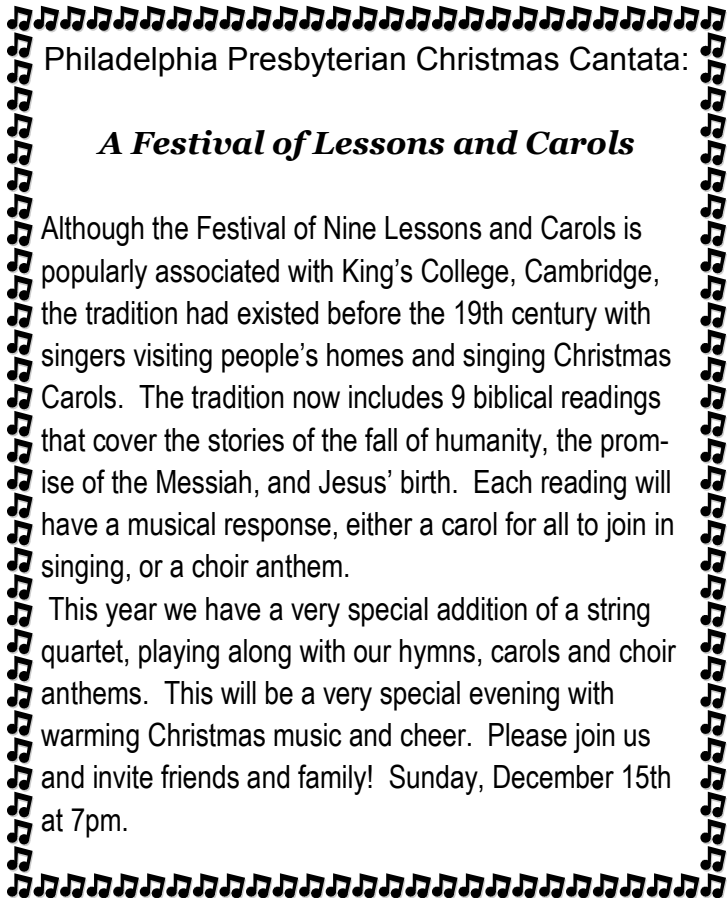 Philadelphia Presbyterian Christmas Cantata:
A Festival of Lessons and Carols
Although the Festival of Nine Lessons and Carols is
popularly associated with King’s College, Cambridge,
the tradition had existed before the 19th century with
singers visiting people’s homes and singing Christmas
Carols.  The tradition now includes 9 biblical readings
that cover the stories of the fall of humanity, the prom-
ise of the Messiah, and Jesus’ birth.  Each reading will
have a musical response, either a carol for all to join in
singing, or a choir anthem.
This year we have a very special addition of a string
quartet, playing along with our hymns, carols and choir
anthems.  This will be a very special evening with
warming Christmas music and cheer.  Please join us
and invite friends and family!  Sunday, December 15th
at 7pm.